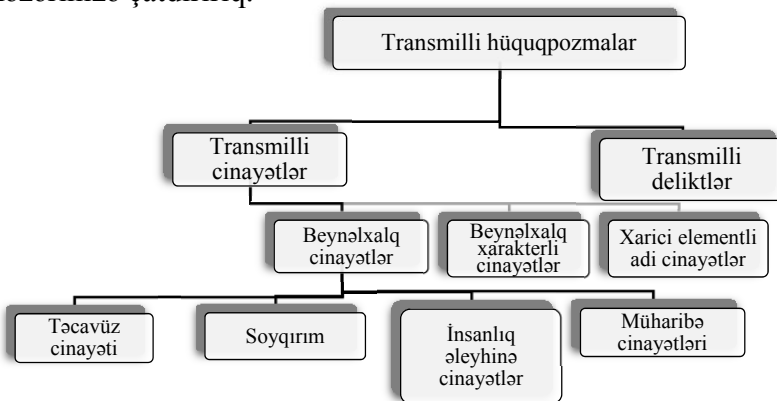 Transmilli hüquqpozmalar
Transmilli
cinayətlər
Transmilli
deliktlər
Beynəlxalq
cinayətlər
Beynəlxalq
xarakterli
cinayətlər
Xarici elementli
adi cinayətlər
Təcavüz
cinayəti
Soyqırım
İnsanlıq
əleyhinə
cinayətlər
Müharibə
cinayətləri